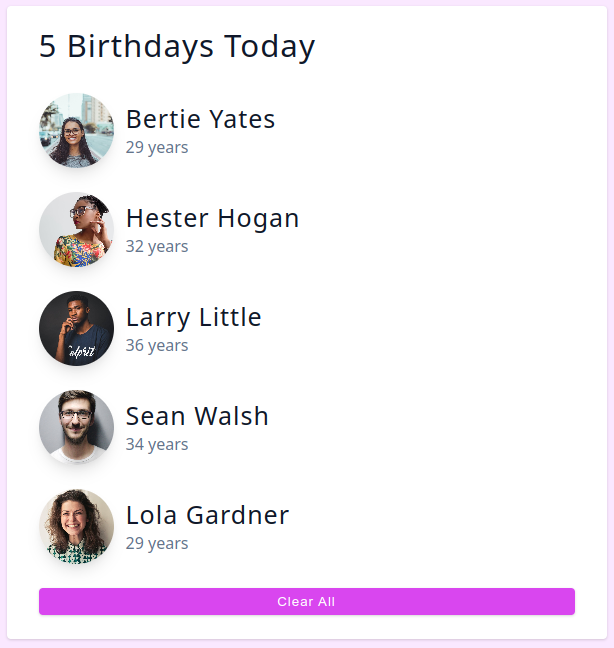 5 Birthdays Today
Bertie Yates
29 years
Hester Hogan
32 years
Larry Little
36 years
Sean Walsh
34 years
Lola Gardner
29 years
Clear All